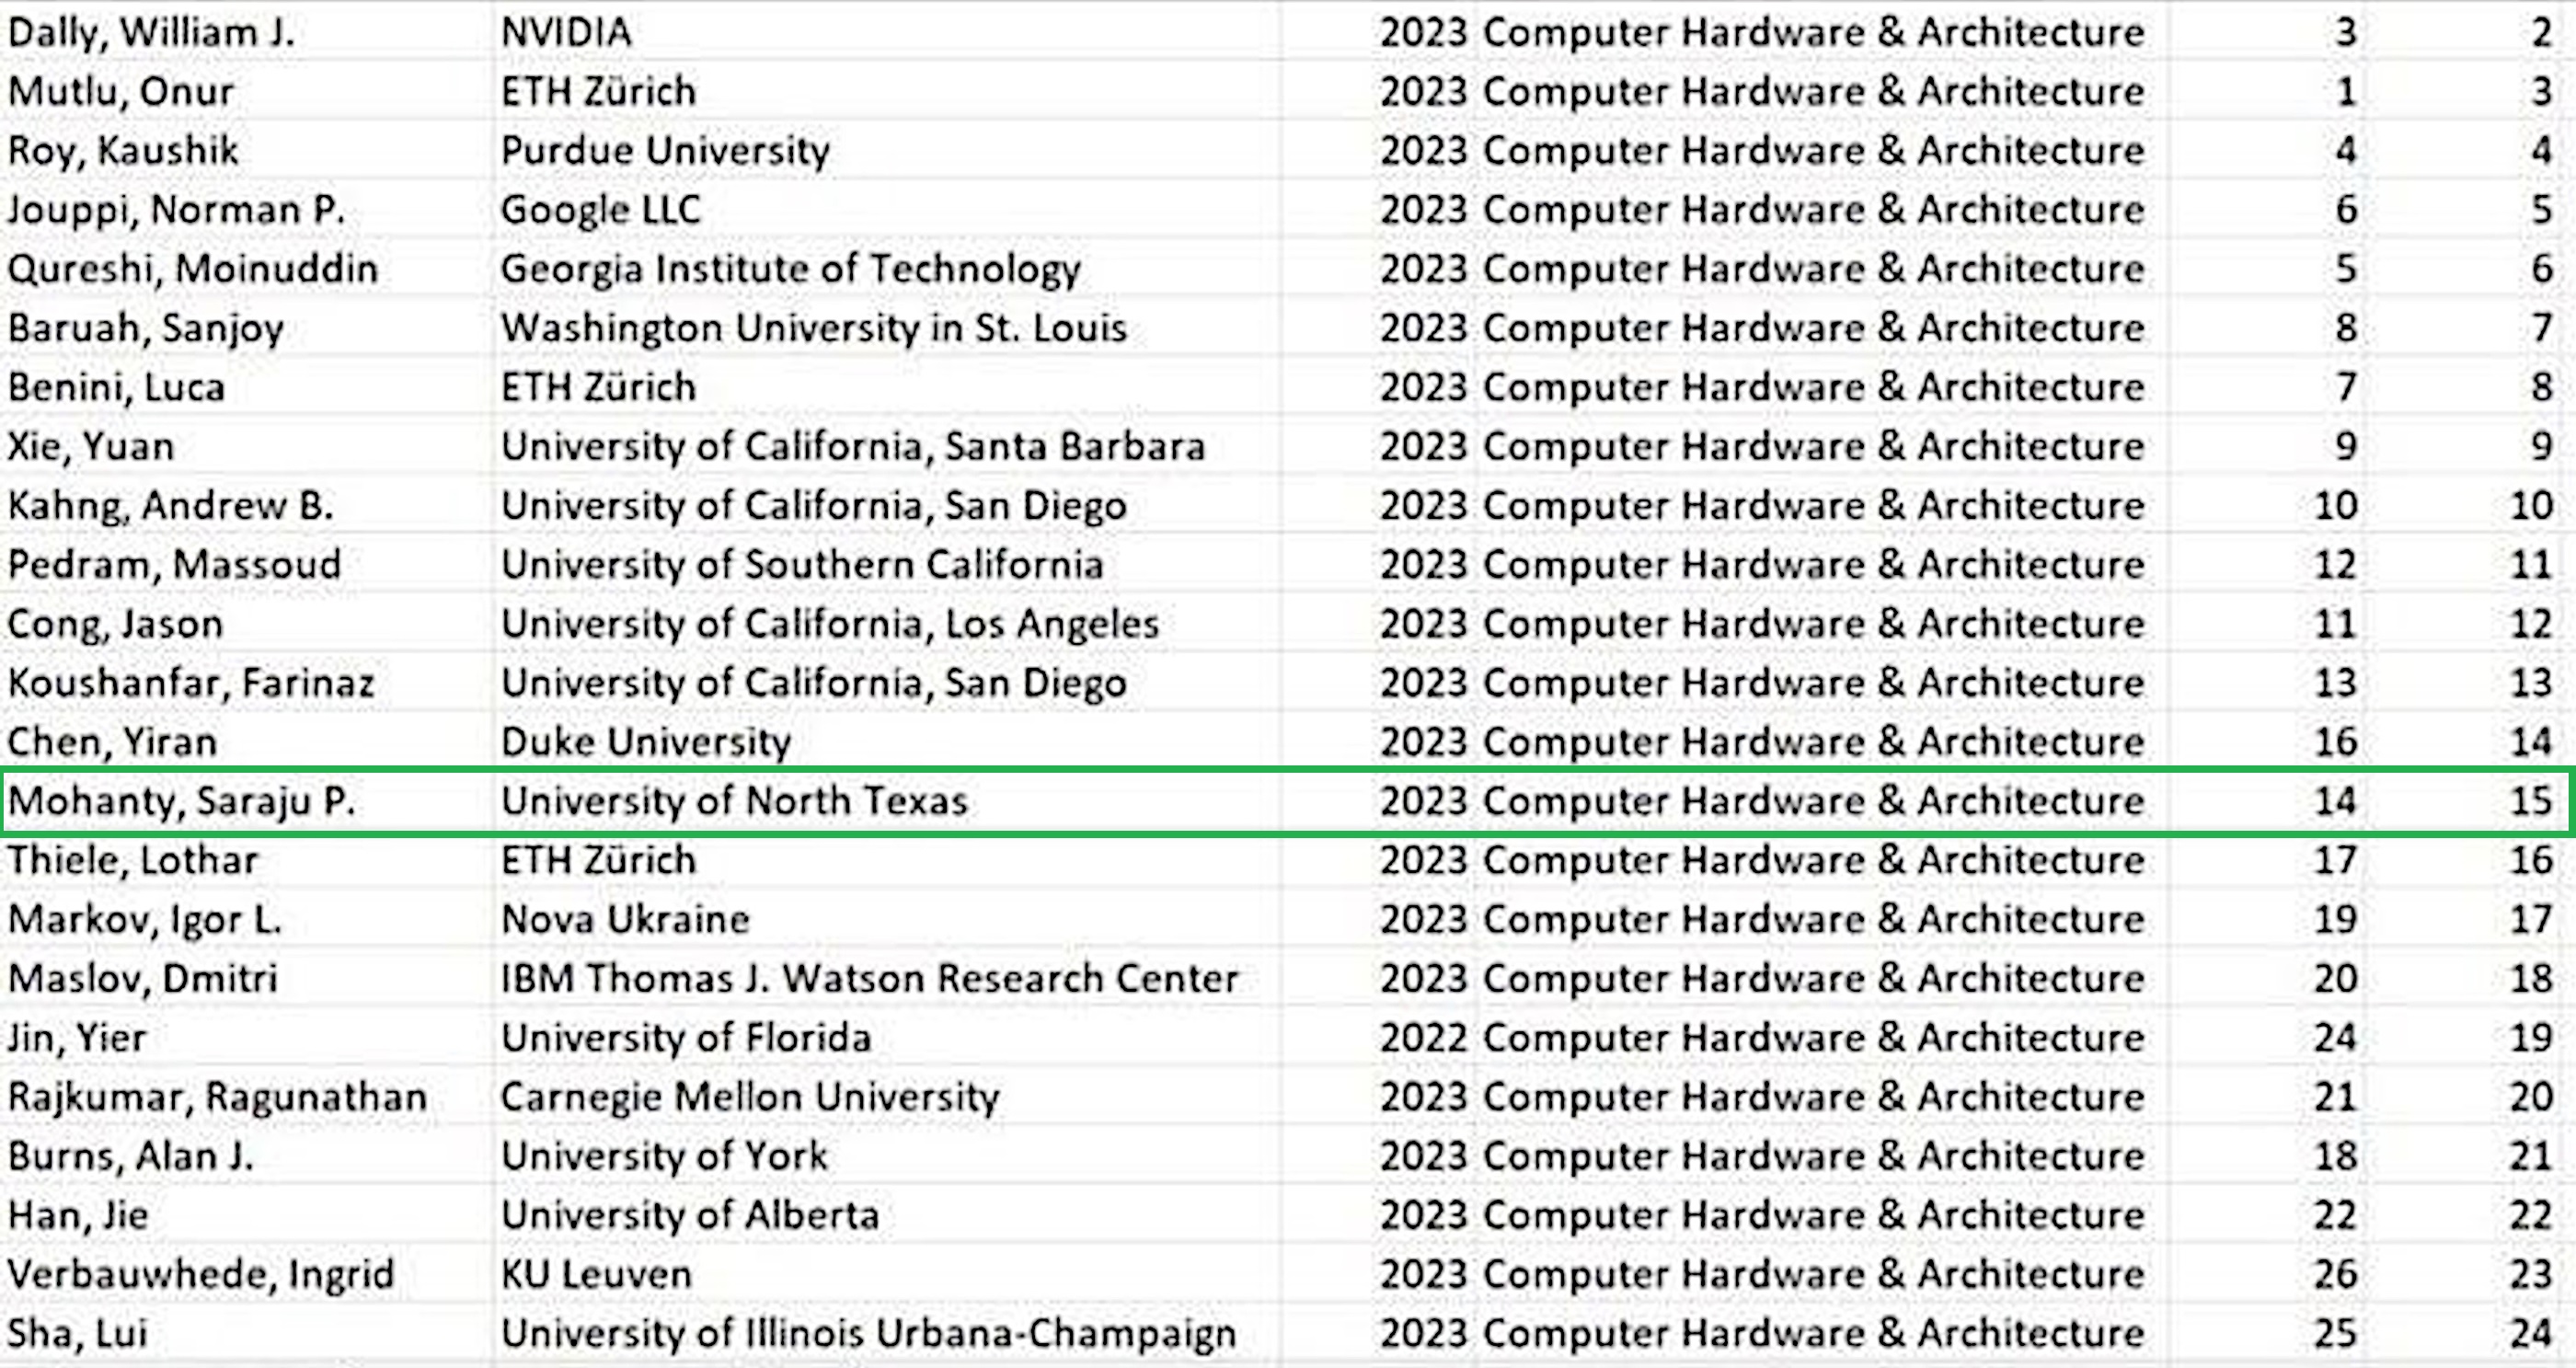 Dally, William J. NVIDIA 2023 Computer Hardware & Architecture 3 2
Mutlu, Onur ETH Zürich 2023 Computer Hardware & Architecture 1 3
Roy, Kaushik Purdue University 2023 Computer Hardware & Architecture 4 4
Jouppi, Norman P. Google LLC 2023 Computer Hardware & Architecture 6 5
Qureshi, Moinuddin Georgia Institute of Technology 2023 Computer Hardware & Architecture 5 6
Baruah, Sanjoy Washington University in St. Louis 2023 Computer Hardware & Architecture 8 7
Benini, Luca ETH Zürich 2023 Computer Hardware & Architecture 7 8
Xie, Yuan University of California, Santa Barbara 2023 Computer Hardware & Architecture 9 9
Kahng, Andrew B. University of California, San Diego 2023 Computer Hardware & Architecture 10 10
Pedram, Massoud University of Southern California 2023 Computer Hardware & Architecture 12 11
Cong, Jason University of California, Los Angeles 2023 Computer Hardware & Architecture 11 12
Koushanfar, Farinaz University of California, San Diego 2023 Computer Hardware & Architecture 13 13
Chen, Yiran Duke University 2023 Computer Hardware & Architecture 16 14
Mohanty, Saraju P. University of North Texas 2023 Computer Hardware & Architecture 14 15
Thiele, Lothar ETH Zürich 2023 Computer Hardware & Architecture 17 16
Markov, Igor L. Nova Ukraine 2023 Computer Hardware & Architecture 19 17
Maslov, Dmitri IBM Thomas J. Watson Research Center 2023 Computer Hardware & Architecture 20 18
Jin, Yier University of Florida 2022 Computer Hardware & Architecture 24 19
Rajkumar, Ragunathan Carnegie Mellon University 2023 Computer Hardware & Architecture 21 20
Burns, Alan J. University of York 2023 Computer Hardware & Architecture 18 21
Han, Jie University of Alberta 2023 Computer Hardware & Architecture 22 22
Verbauwhede, Ingrid KU Leuven 2023 Computer Hardware & Architecture 26 23
Sha, Lui University of Illinois Urbana-Champaign 2023 Computer Hardware & Architecture 25 24